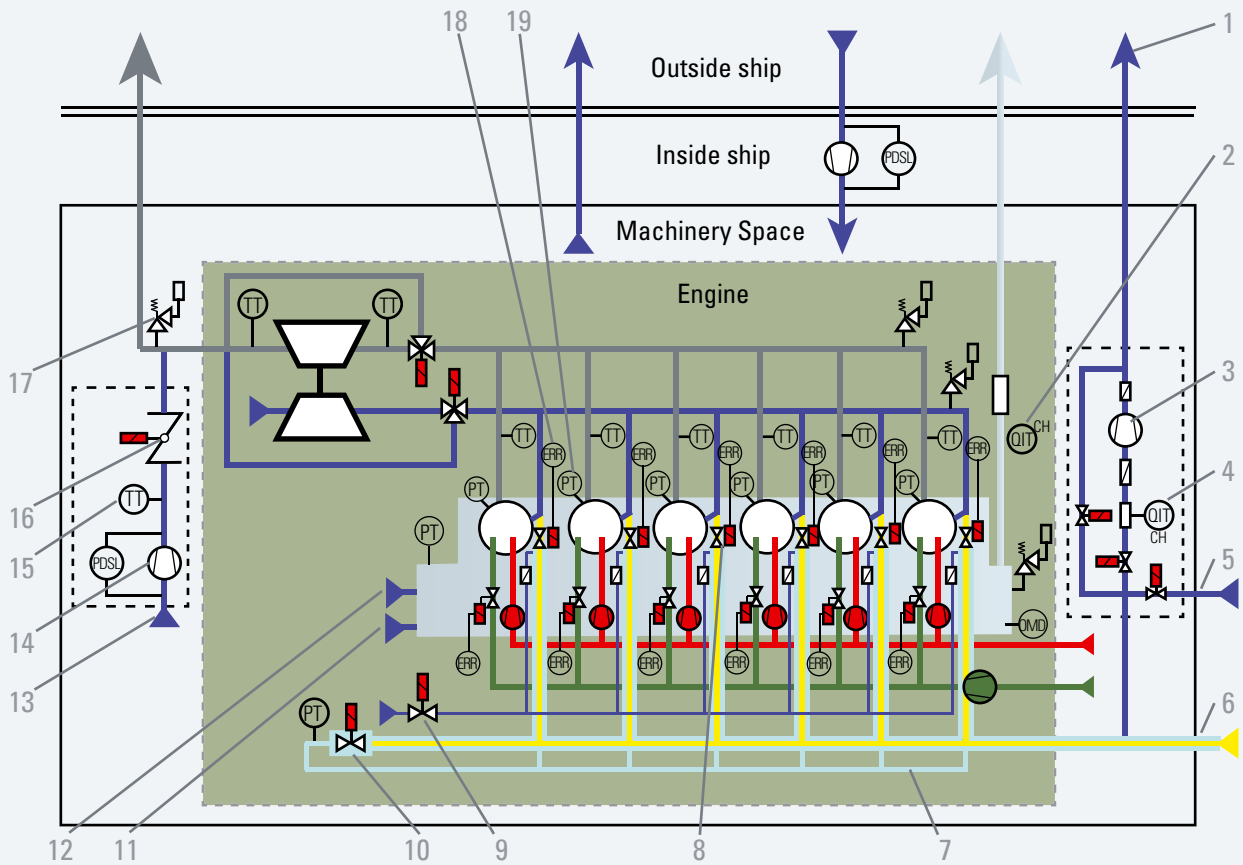 18 19
1
Outside ship
Inside ship
PDSL
2
Machinery Space
Engine
TT TT
17
3
CH
QIT
TT TT TT TT TT TT
ERR ERR ERR ERR ERR ERR
PT PT PT PT PT PT
16
4
TT
QIT
CH
PT
15
PDSL
5
14
OMD
ERR ERR ERR ERR ERR ERR
13
PT
6
12 11 10 9 8 7